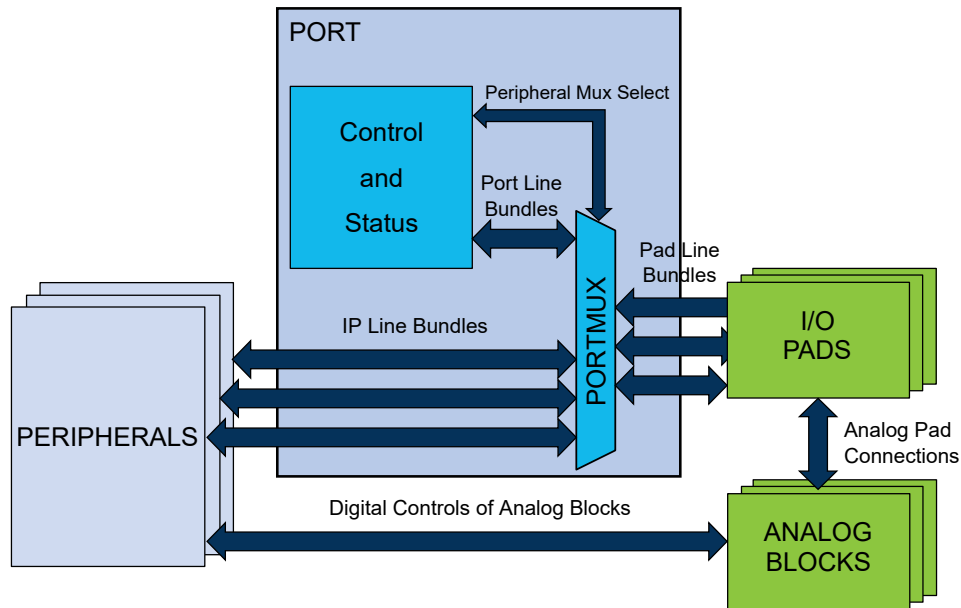 PORT
Peripheral Mux Select
Control
and
Status
Port Line
Bundles
Pad Line
Bundles
IP Line Bundles
PORTMUX
I/O
PADS
PERIPHERALS
Analog Pad
Connections
Digital Controls of Analog Blocks
ANALOG
BLOCKS